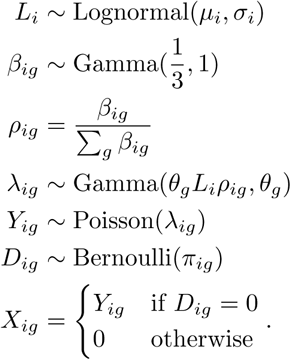 L_i ∼ Lognormal(μ_i, σ_i)
β_ig ∼ Gamma(1/3, 1)
ρ_ig = β_ig / ∑_g β_ig
λ_ig ∼ Gamma(θ_g L_i ρ_ig, θ_g)
Y_ig ∼ Poisson(λ_ig)
D_ig ∼ Bernoulli(π_ig)
X_ig = { Y_ig if D_ig = 0
0 otherwise .